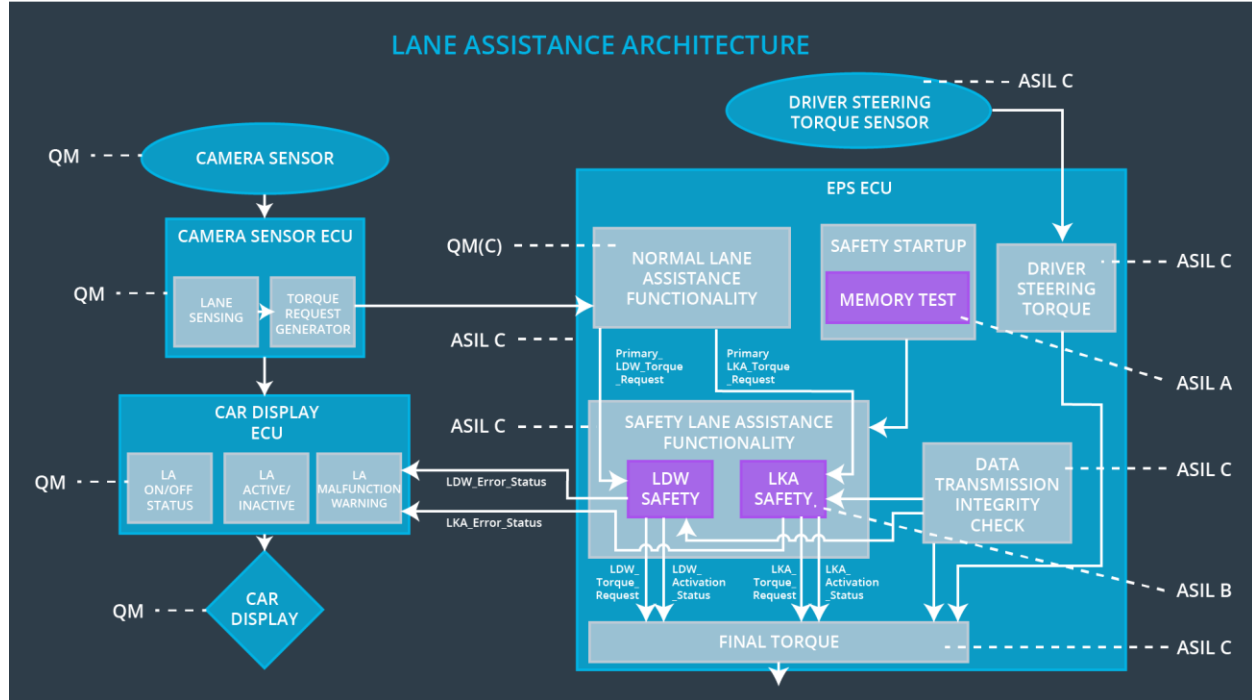 LANE ASSISTANCE ARCHITECTURE
ASIL C
DRIVER STEERING
TORQUE SENSOR
QM
CAMERA SENSOR
EPS ECU
CAMERA SENSOR ECU
QM(C)
NORMAL LANE
ASSISTANCE
FUNCTIONALITY
SAFETY STARTUP
MEMORY TEST
DRIVER
STEERING
TORQUE
ASIL C
QM
LANE
SENSING
TORQUE
REQUEST
GENERATOR
ASIL C
Primary_
LDW_Torque
_Request
Primary
LKA_Torque
_Request
ASIL A
CAR DISPLAY
ECU
ASIL C
SAFETY LANE ASSISTANCE
FUNCTIONALITY
QM
LA
ON/OFF
STATUS
LA
ACTIVE/
INACTIVE
LA
MALFUNCTION
WARNING
LDW_Error_Status
LKA_Error_Status
LDW
SAFETY
LKA
SAFETY
DATA
TRANSMISSION
INTEGRITY
CHECK
ASIL C
LDW_
Torque_
Request
LDW_
Activation
_Status
LKA_
Torque_
Request
LKA_
Activation
_Status
ASIL B
QM
CAR
DISPLAY
FINAL TORQUE
ASIL C